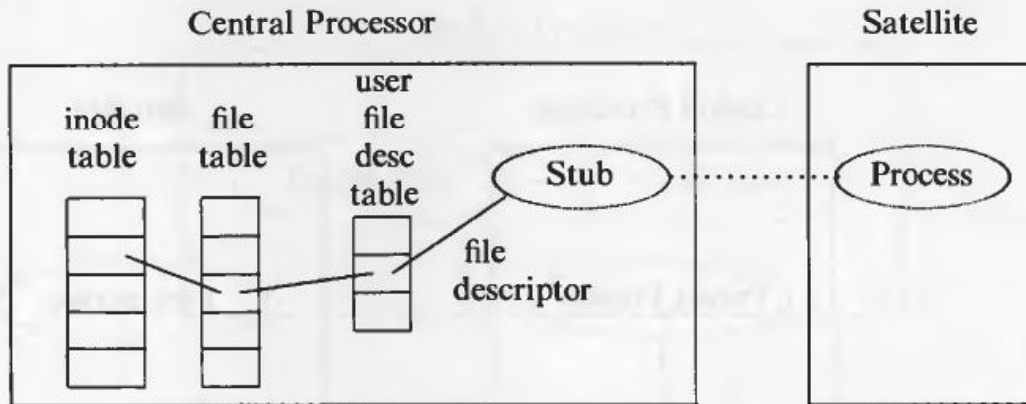 Central Processor
Satellite
inode
table
file
table
user
file
desc
table
Stub
Process
file
descriptor